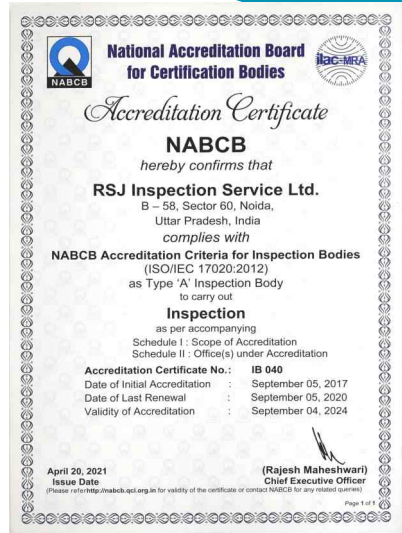 NABCB
National Accreditation Board
for Certification Bodies
ilac-MRA
Accreditation Certificate
NABCB
hereby confirms that
RSJ Inspection Service Ltd.
B – 58, Sector 60, Noida,
Uttar Pradesh, India
complies with
NABCB Accreditation Criteria for Inspection Bodies
(ISO/IEC 17020:2012)
as Type 'A' Inspection Body
to carry out
Inspection
as per accompanying
Schedule I : Scope of Accreditation
Schedule II : Office(s) under Accreditation
Accreditation Certificate No.: IB 040
Date of Initial Accreditation : September 05, 2017
Date of Last Renewal : September 05, 2020
Validity of Accreditation : September 04, 2024
April 20, 2021
Issue Date
(Rajesh Maheshwari)
Chief Executive Officer
(Please refer http://nabcb.qci.org.in for validity of the certificate or contact NABCB for any related queries)
Page 1 of 1